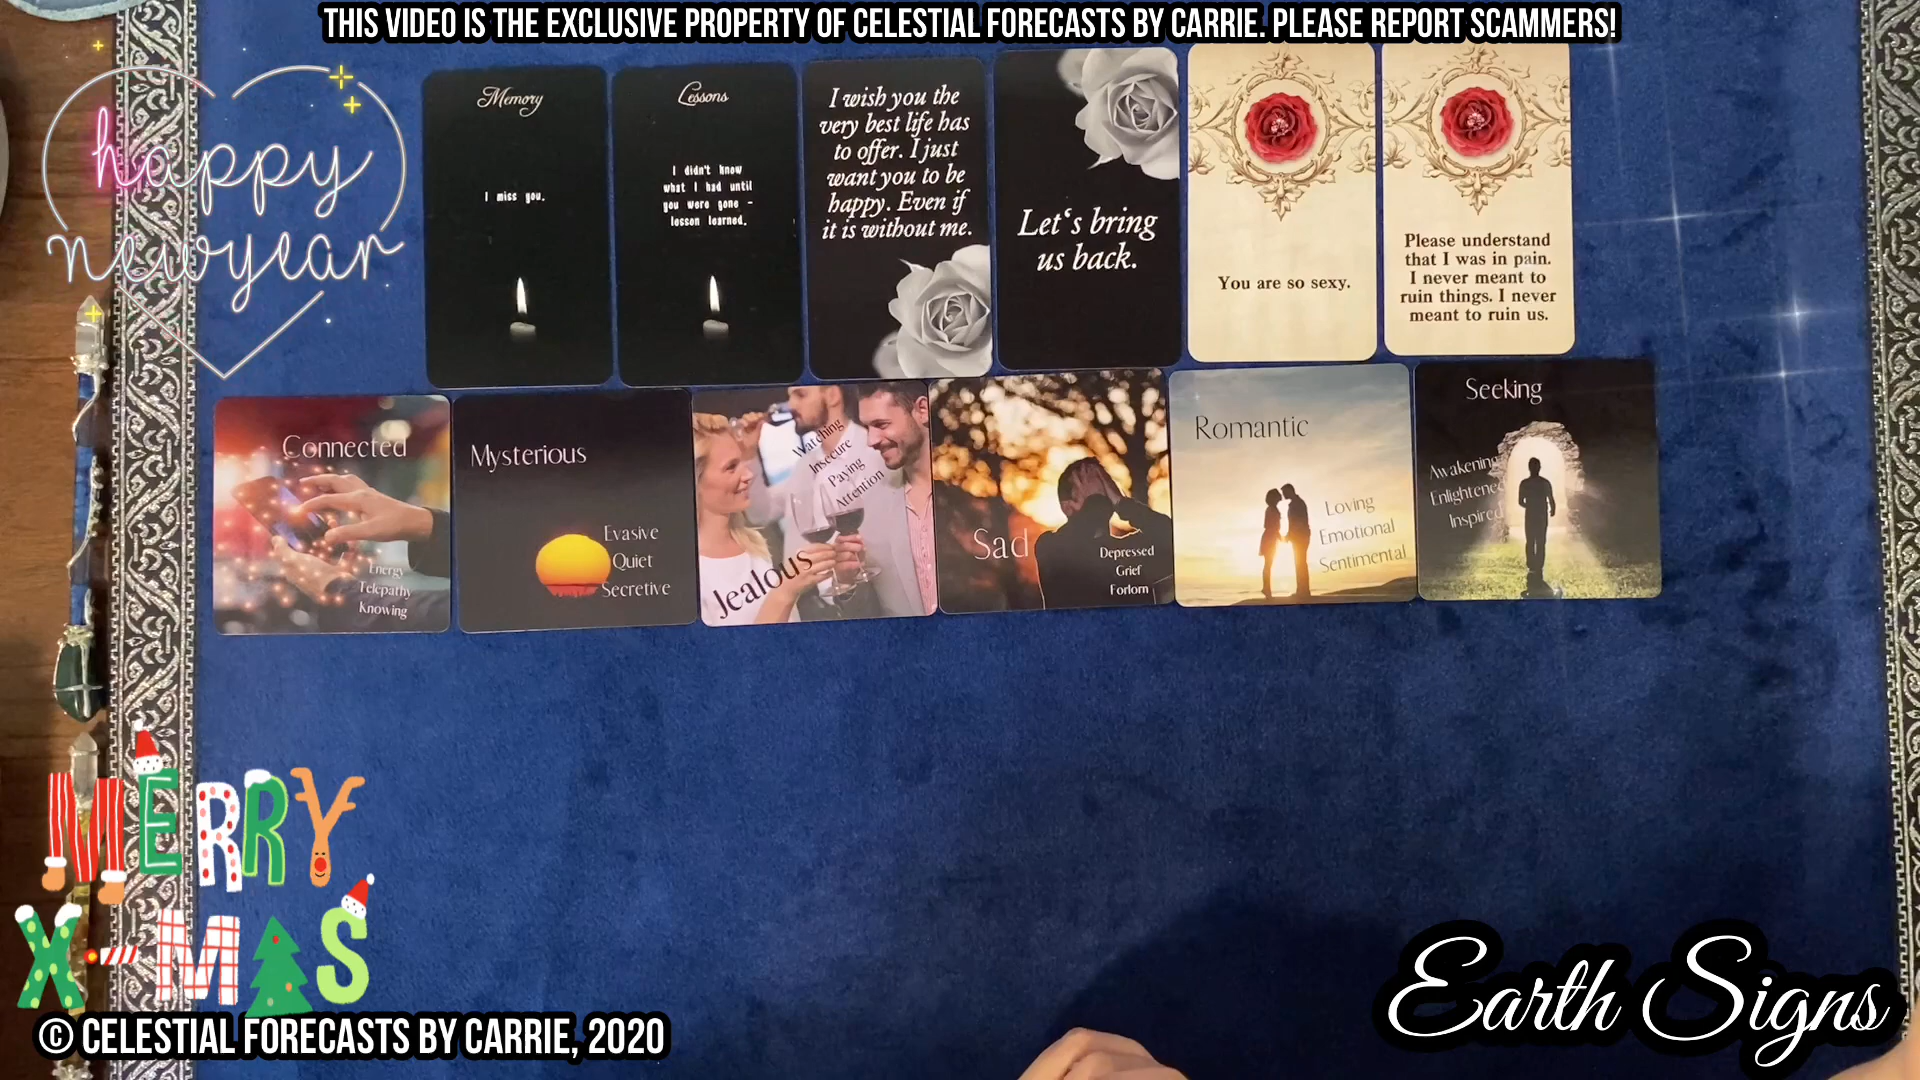 THIS VIDEO IS THE EXCLUSIVE PROPERTY OF CELESTIAL FORECASTS BY CARRIE. PLEASE REPORT SCAMMERS!
happy
newyear
Memory
I miss you.
Lessons
I didn't know
what I had until
you were gone -
lesson learned.
I wish you the
very best life has
to offer. I just
want you to be
happy. Even if
it is without me.
Let's bring
us back.
You are so sexy.
Please understand
that I was in pain.
I never meant to
ruin things. I never
meant to ruin us.
Connected
Energy
Telepathy
Knowing
Mysterious
Evasive
Quiet
Secretive
Watching
Insecure
Paying
Attention
Jealous
Sad
Depressed
Grief
Forlorn
Romantic
Loving
Emotional
Sentimental
Seeking
Awakening
Enlightened
Inspired
MERRY
X-MAS
© CELESTIAL FORECASTS BY CARRIE, 2020
Earth Signs